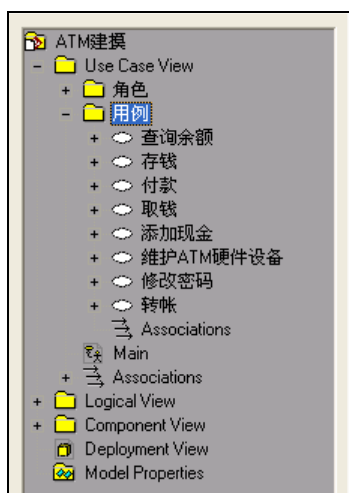 ATM建摸
Use Case View
角色
用例
查询余额
存钱
付款
取钱
添加现金
维护ATM硬件设备
修改密码
转帐
Associations
Main
Associations
Logical View
Component View
Deployment View
Model Properties